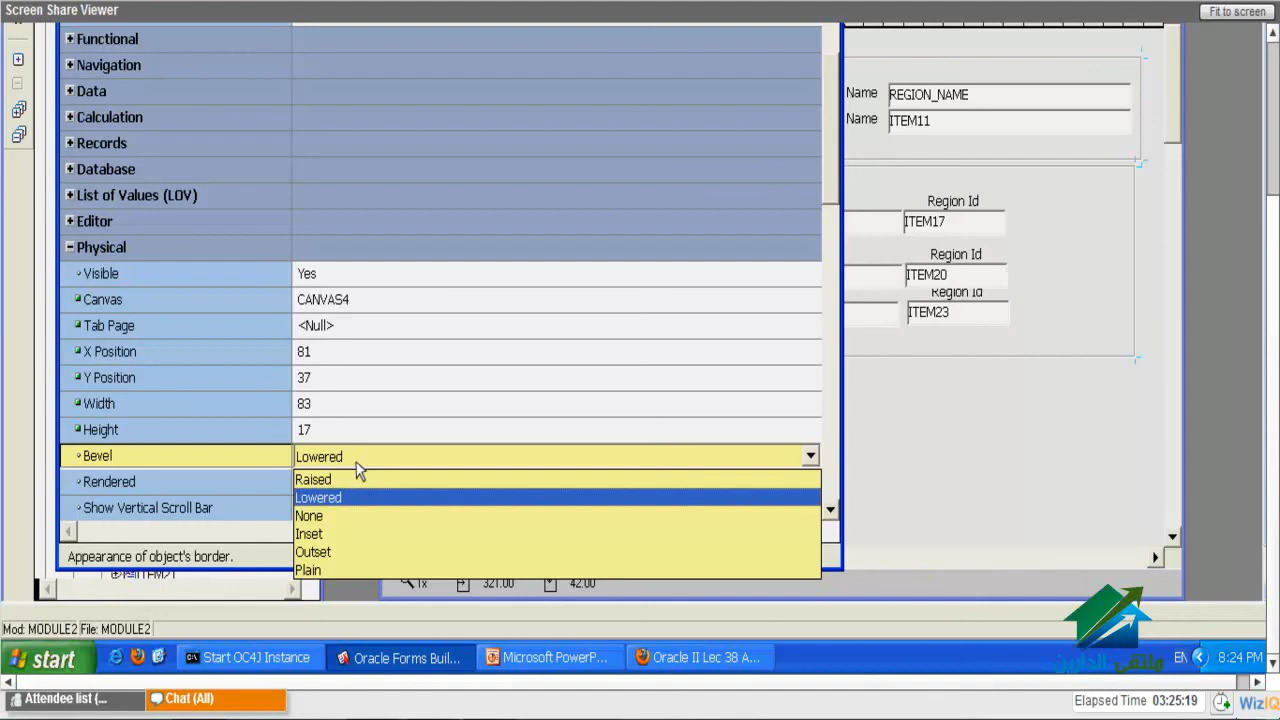 Screen Share Viewer
Fit to screen
Functional
Navigation
Data
Calculation
Records
Database
List of Values (LOV)
Editor
Physical
Visible Yes
Canvas CANVAS4
Tab Page <Null>
X Position 81
Y Position 37
Width 83
Height 17
Bevel Lowered
Rendered
Show Vertical Scroll Bar
Raised
Lowered
None
Inset
Outset
Plain
Appearance of object's border.
Name REGION_NAME
Name ITEM11
Region Id
ITEM17
Region Id
ITEM20
Region Id
ITEM23
ITEM21
1x 321.00 42.00
Mod: MODULE2 File: MODULE2
ملتقى الدارين
start
Start OC4J Instance
Oracle Forms Buil...
Microsoft PowerP...
Oracle II Lec 38 A...
EN
8:24 PM
Attendee list (...
Chat (All)
Elapsed Time 03:25:19
WizIQ